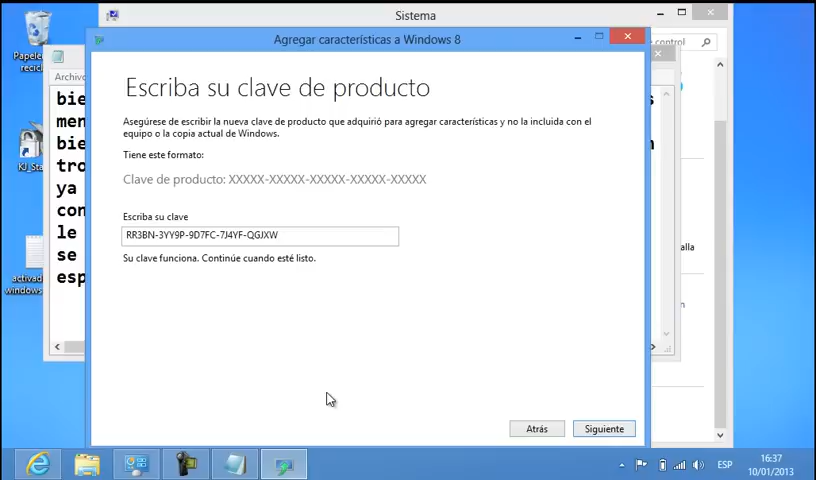 Sistema
Papele
recicl
Agregar características a Windows 8
control
Archivo
Escriba su clave de producto
bie
Asegúrese de escribir la nueva clave de producto que adquirió para agregar características y no la incluida con el
equipo o la copia actual de Windows.
men
bie
Tiene este formato:
tro
KJ_Sta
Clave de producto: XXXXX-XXXXX-XXXXX-XXXXX-XXXXX
ya
con
Escriba su clave
le
RR3BN-3YY9P-9D7FC-7J4YF-QGJXW
alla
se
Su clave funciona. Continúe cuando esté listo.
esp
activad
windows
Atrás
Siguiente
ESP
16:37
10/01/2013